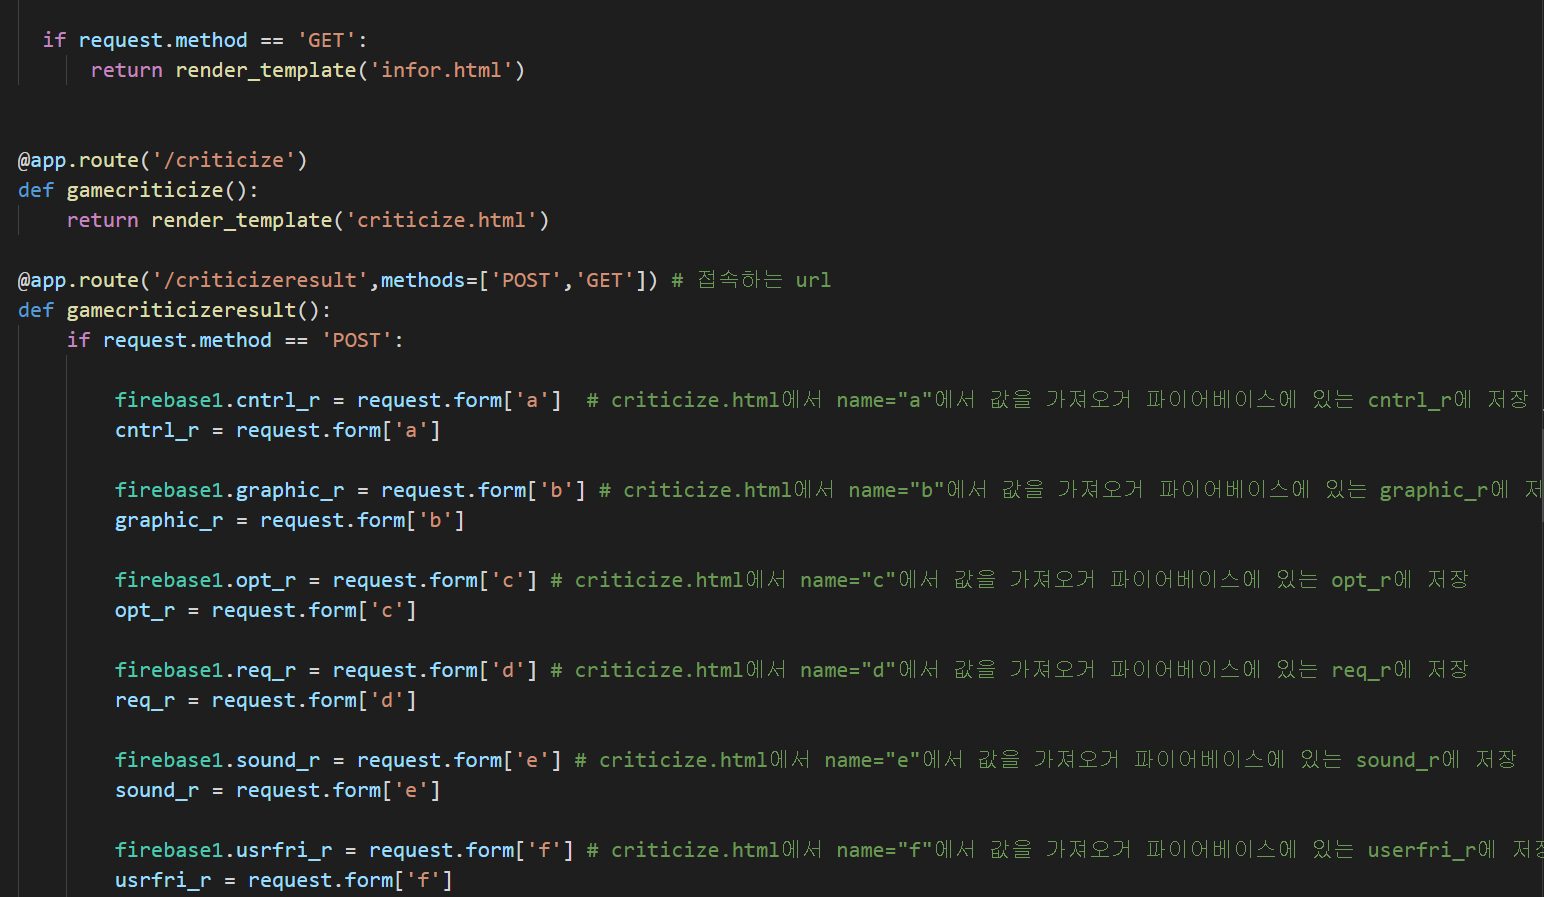 if request.method == 'GET':
return render_template('infor.html')
@app.route('/criticize')
def gamecriticize():
return render_template('criticize.html')
@app.route('/criticizeresult',methods=['POST','GET']) # 접속하는 url
def gamecriticizeresult():
if request.method == 'POST':
firebase1.cntrl_r = request.form['a']  # criticize.html에서 name="a"에서 값을 가져오거 파이어베이스에 있는 cntrl_r에 저장
cntrl_r = request.form['a']
firebase1.graphic_r = request.form['b'] # criticize.html에서 name="b"에서 값을 가져오거 파이어베이스에 있는 graphic_r에 저
graphic_r = request.form['b']
firebase1.opt_r = request.form['c'] # criticize.html에서 name="c"에서 값을 가져오거 파이어베이스에 있는 opt_r에 저장
opt_r = request.form['c']
firebase1.req_r = request.form['d'] # criticize.html에서 name="d"에서 값을 가져오거 파이어베이스에 있는 req_r에 저장
req_r = request.form['d']
firebase1.sound_r = request.form['e'] # criticize.html에서 name="e"에서 값을 가져오거 파이어베이스에 있는 sound_r에 저장
sound_r = request.form['e']
firebase1.usrfri_r = request.form['f'] # criticize.html에서 name="f"에서 값을 가져오거 파이어베이스에 있는 userfri_r에 저장
usrfri_r = request.form['f']